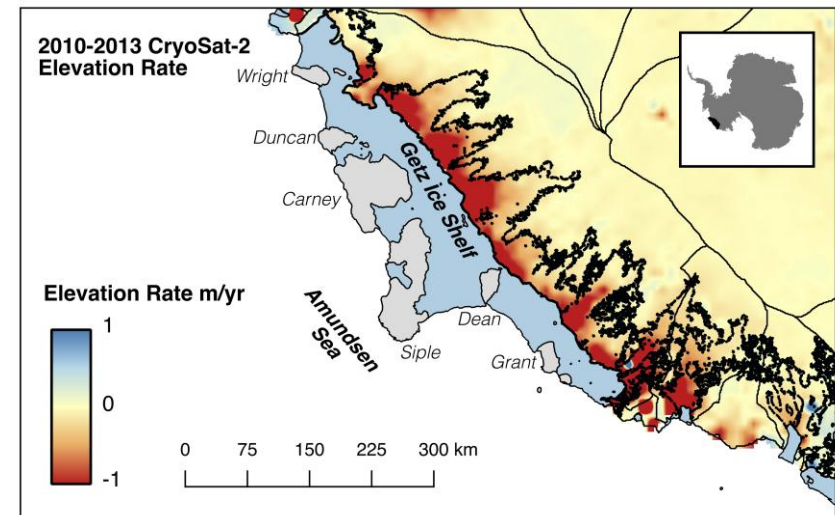 2010-2013 CryoSat-2
Elevation Rate
Wright
Duncan
Carney
Getz Ice Shelf
Amundsen
Sea
Siple
Dean
Grant
Elevation Rate m/yr
1
0
-1
0 75 150 225 300 km